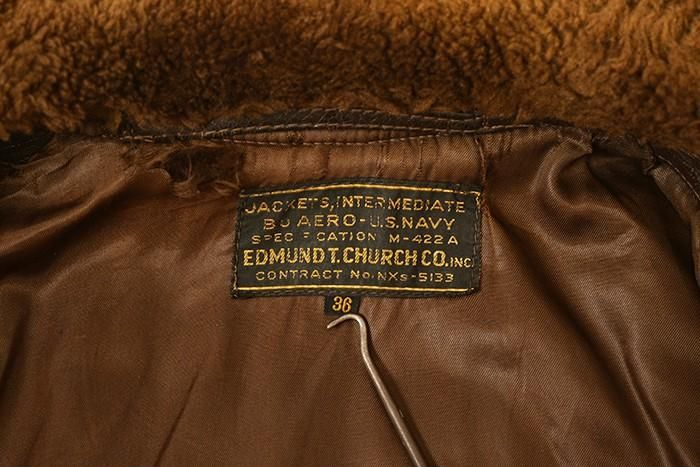 JACKETS, INTERMEDIATE
BU AERO-U.S.NAVY
SPECIFICATION M-422A
EDMUND T. CHURCH CO. INC.
CONTRACT No. NXs-5133
36